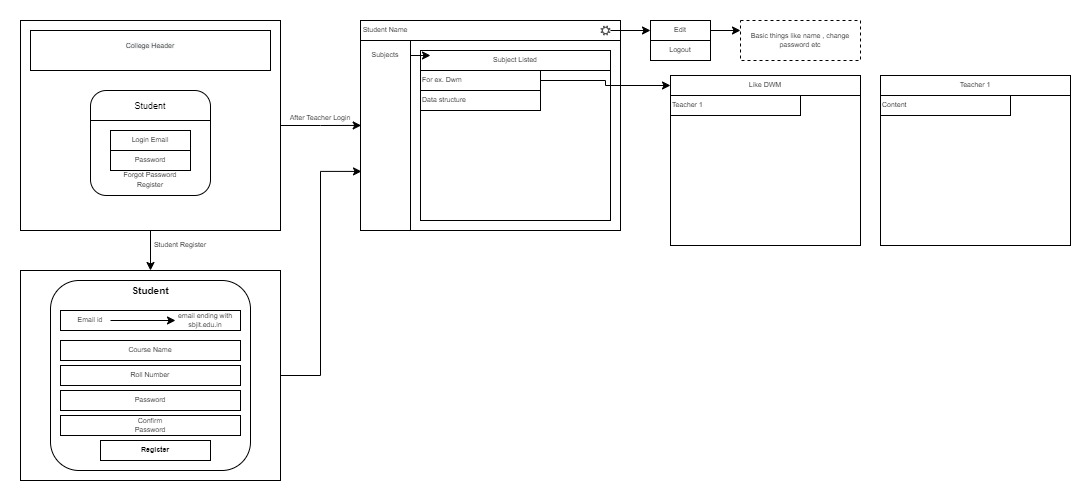 College Header
Student
Login Email
Password
Forgot Password
Register
After Teacher Login
Student Register
Student
Email id
email ending with
sbjit.edu.in
Course Name
Roll Number
Password
Confirm
Password
Register
Student Name
Subjects
Subject Listed
For ex. Dwm
Data structure
Edit
Logout
Basic things like name , change
password etc
Like DWM
Teacher 1
Teacher 1
Content